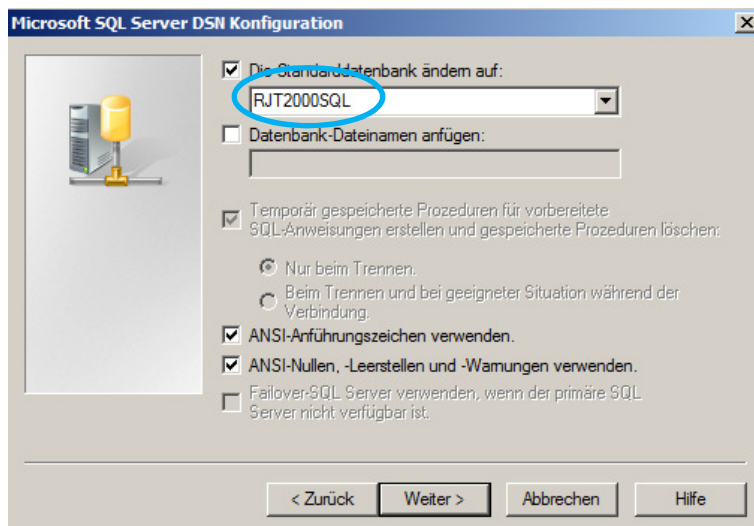 Microsoft SQL Server DSN Konfiguration
Die Standarddatenbank ändern auf:
RJT2000SQL
Datenbank-Dateinamen anfügen:
Temporär gespeicherte Prozeduren für vorbereitete
SQL-Anweisungen erstellen und gespeicherte Prozeduren löschen:
Nur beim Trennen.
Beim Trennen und bei geeigneter Situation während der
Verbindung.
ANSI-Anführungszeichen verwenden.
ANSI-Nullen, -Leerstellen und -Warnungen verwenden.
Failover-SQL Server verwenden, wenn der primäre SQL
Server nicht verfügbar ist.
< Zurück
Weiter >
Abbrechen
Hilfe